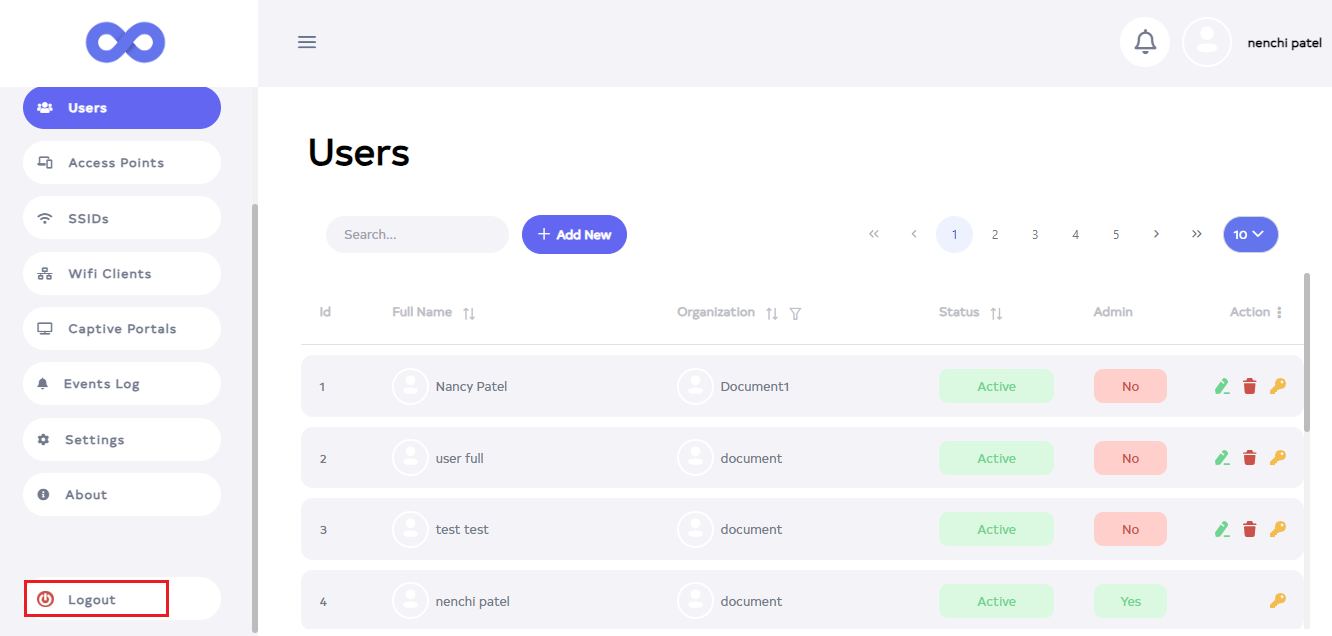 nenchi patel
Users
Access Points
SSIDs
Wifi Clients
Captive Portals
Events Log
Settings
About
Logout
Users
Search...
+ Add New
<< < 1 2 3 4 5 > >>
10
Id Full Name Organization Status Admin Action
1 Nancy Patel Document1 Active No
2 user full document Active No
3 test test document Active No
4 nenchi patel document Active Yes